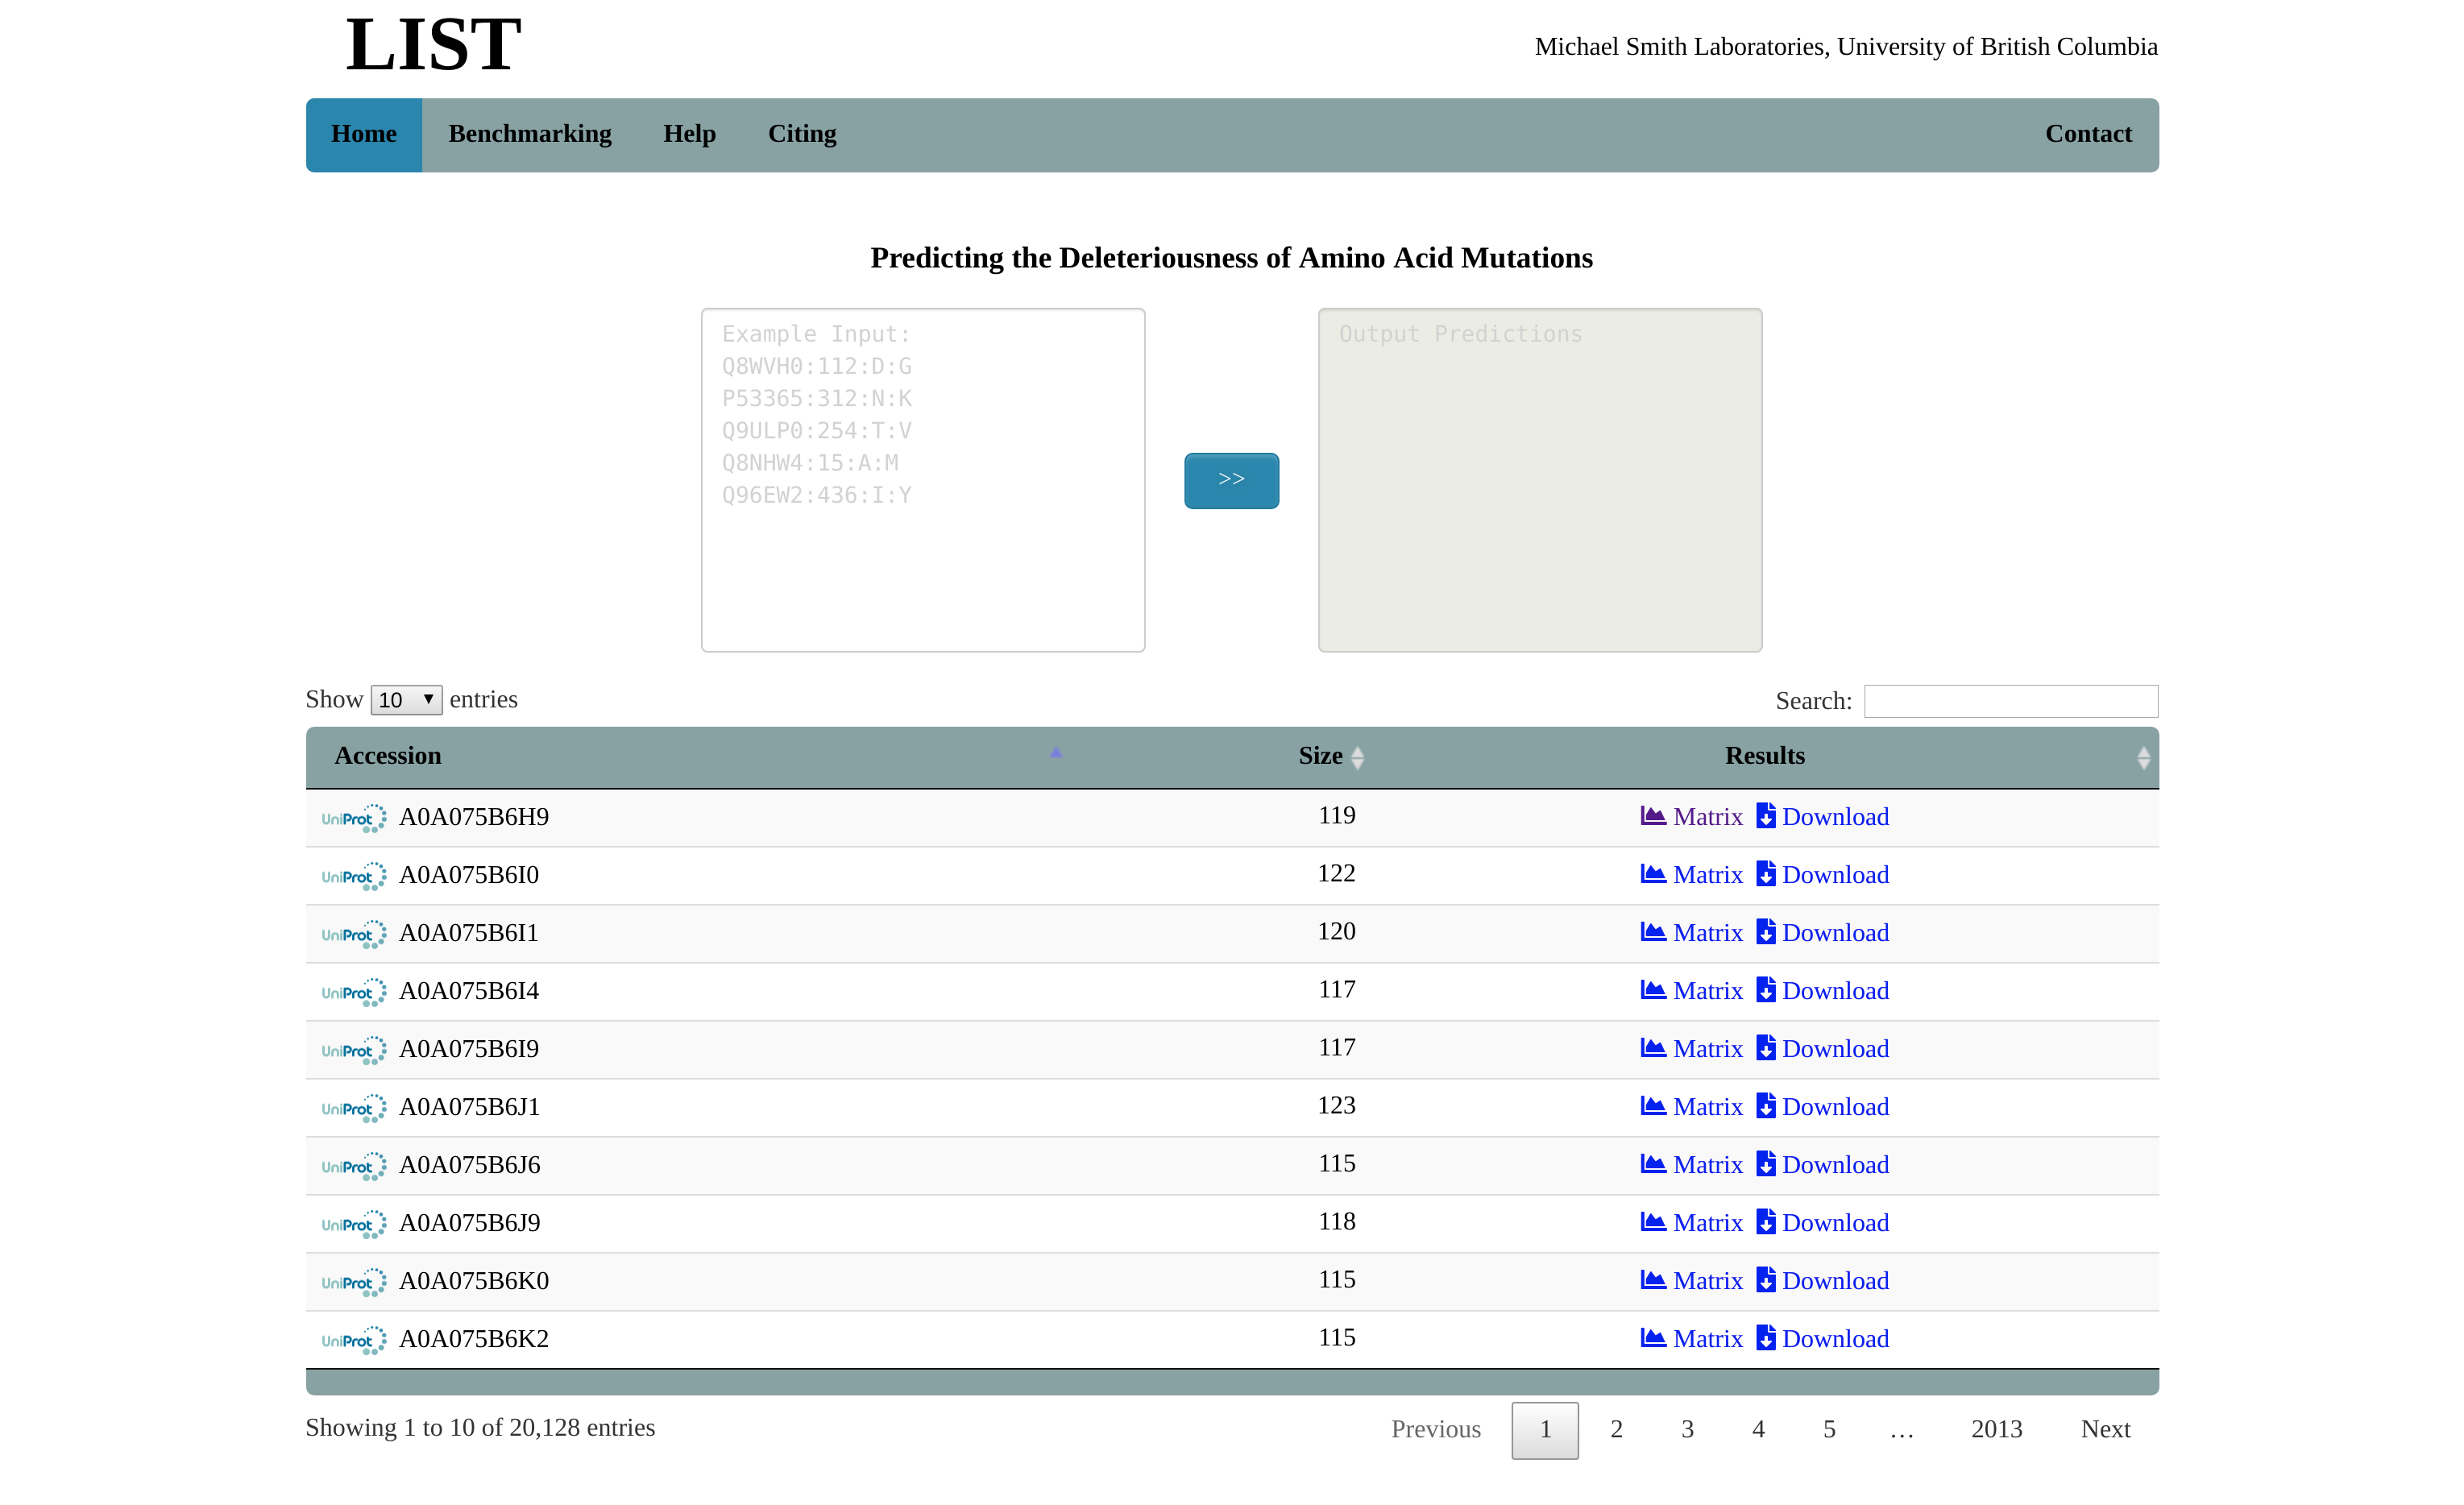 LIST
Michael Smith Laboratories, University of British Columbia
Home Benchmarking Help Citing Contact
Predicting the Deleteriousness of Amino Acid Mutations
Example Input:
Q8WVH0:112:D:G
P53365:312:N:K
Q9ULP0:254:T:V
Q8NHW4:15:A:M
Q96EW2:436:I:Y
>>
Output Predictions
Show 10 entries
Search:
Accession Size Results
UniProt A0A075B6H9 119 Matrix Download
UniProt A0A075B6I0 122 Matrix Download
UniProt A0A075B6I1 120 Matrix Download
UniProt A0A075B6I4 117 Matrix Download
UniProt A0A075B6I9 117 Matrix Download
UniProt A0A075B6J1 123 Matrix Download
UniProt A0A075B6J6 115 Matrix Download
UniProt A0A075B6J9 118 Matrix Download
UniProt A0A075B6K0 115 Matrix Download
UniProt A0A075B6K2 115 Matrix Download
Showing 1 to 10 of 20,128 entries
Previous 1 2 3 4 5 … 2013 Next